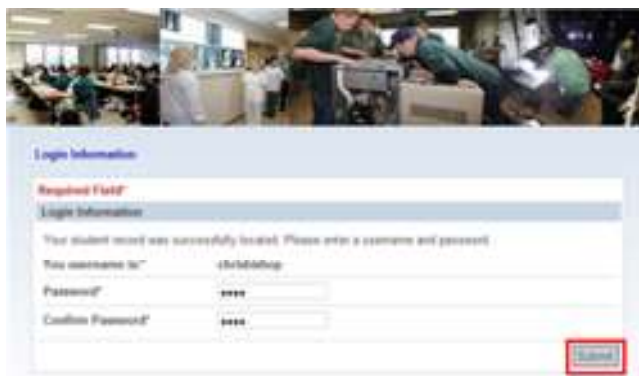 Login Information
Required Field*
Login Information
Your student record was successfully located. Please enter a username and password.
You username is:*
Password* ••••
Confirm Password* ••••
Submit